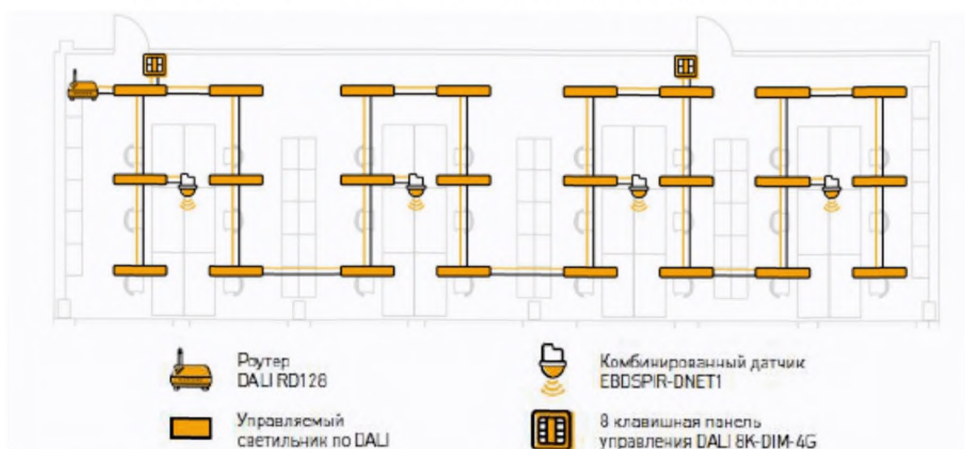 Роутер
DALI RD128
Комбинированный датчик
EBDSPIR-DNET1
Управляемый
светильник по DALI
8 клавишная панель
управления DALI 8K-DIM-4G